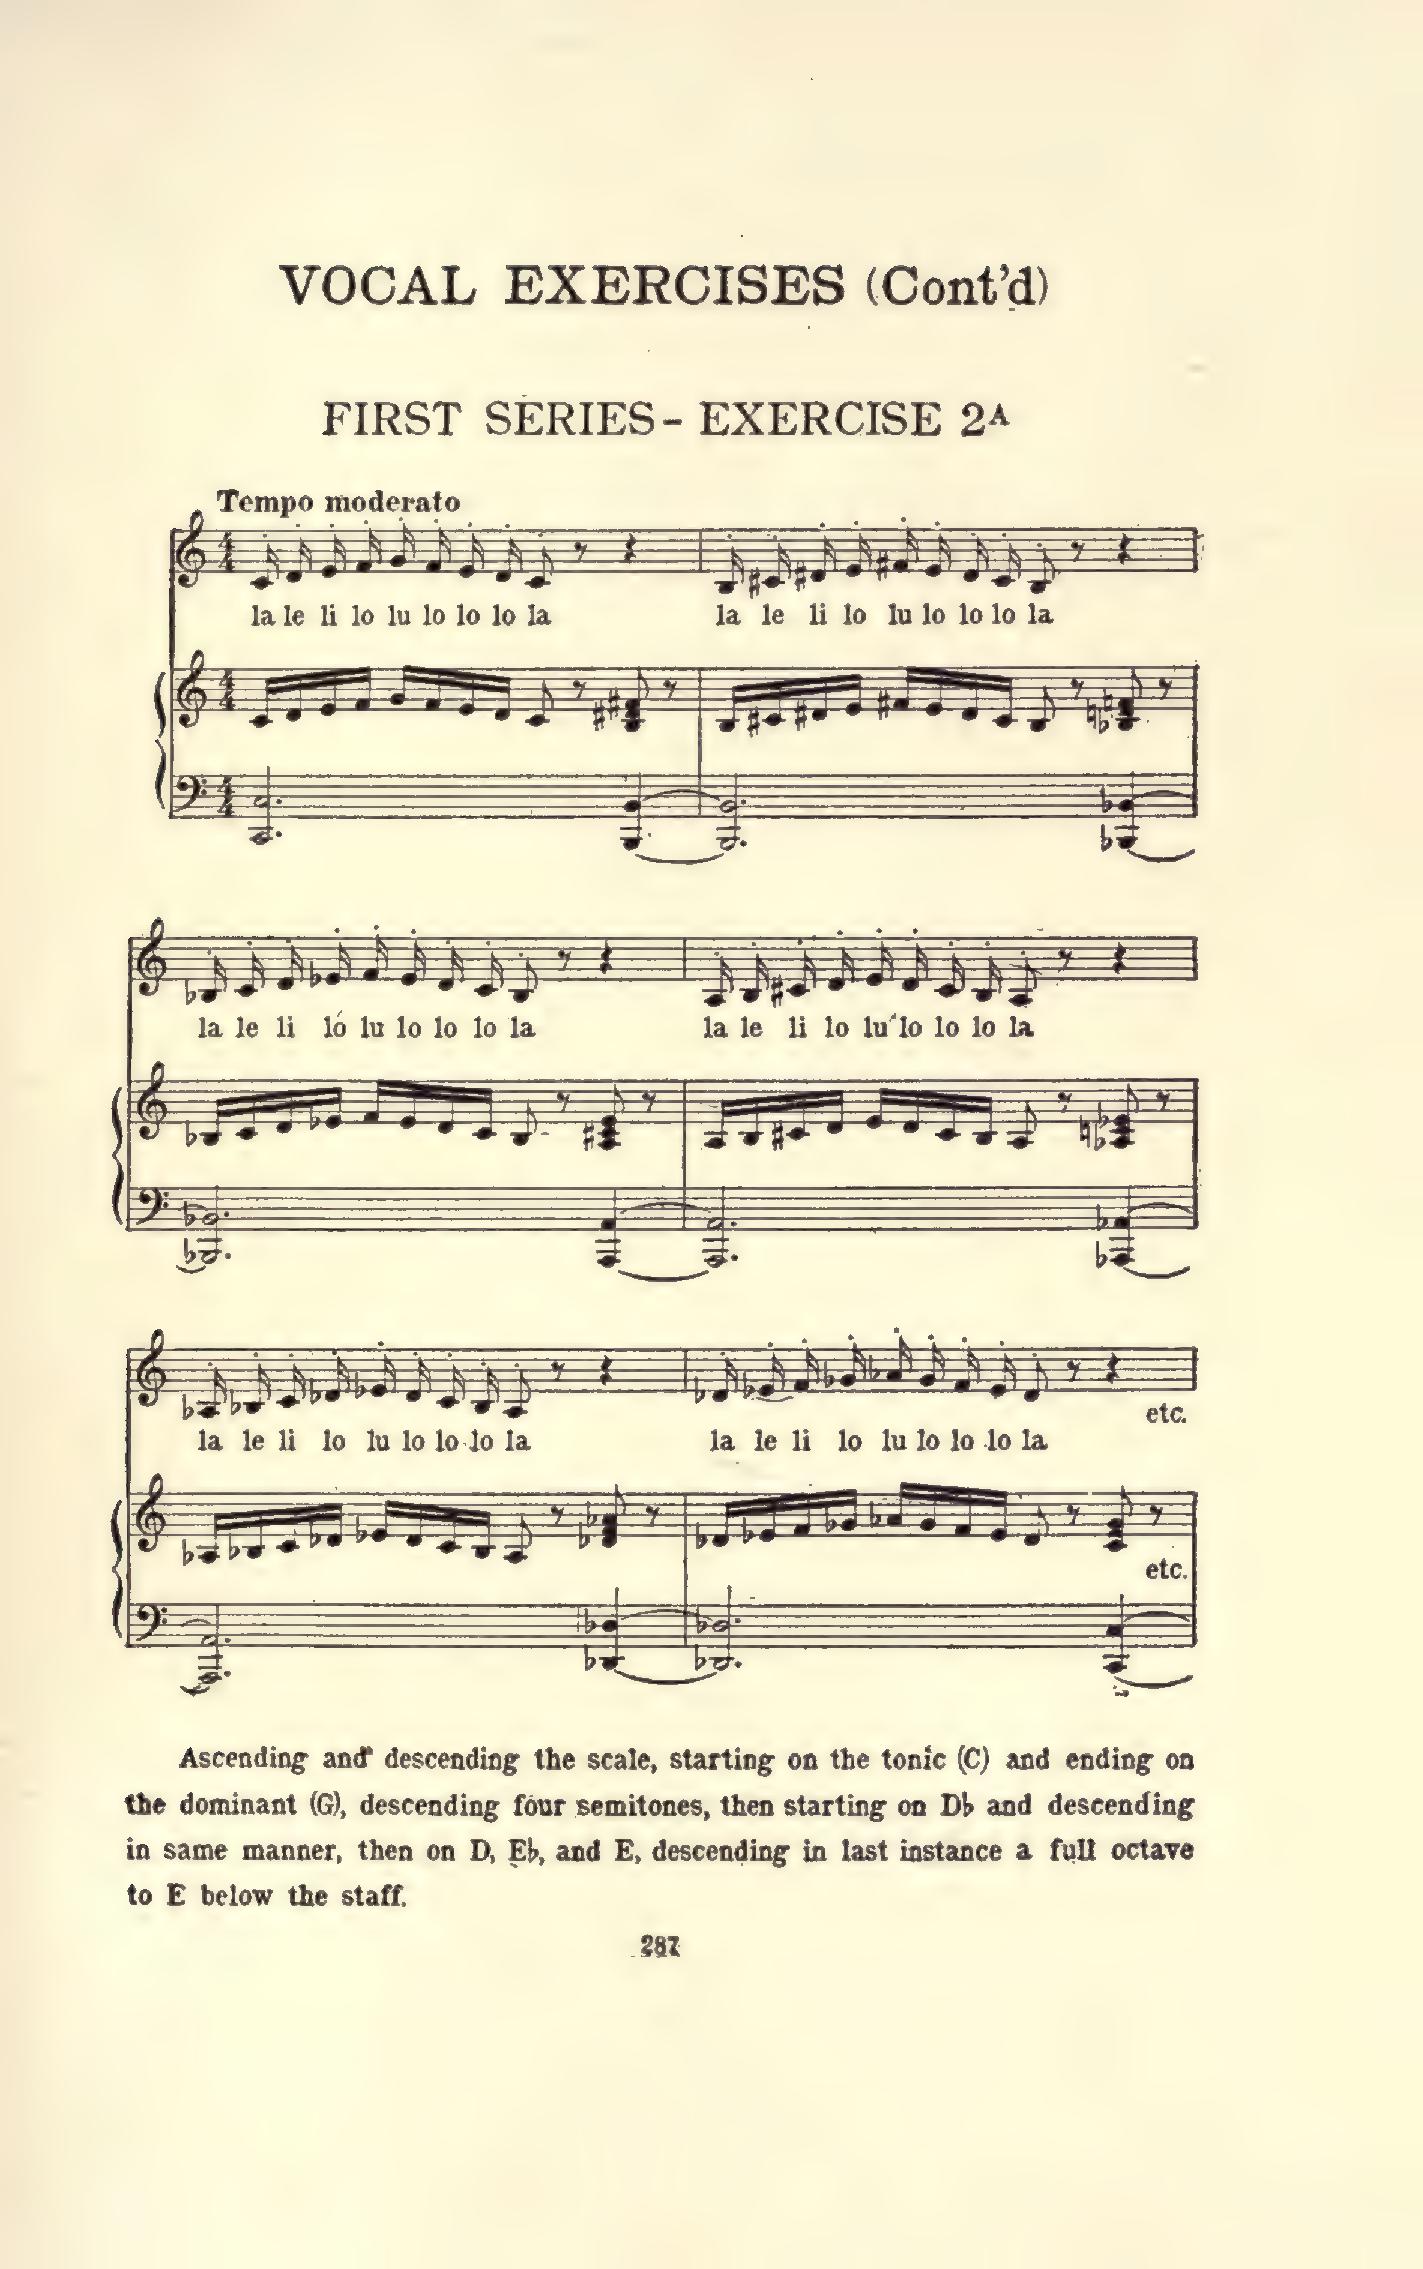 VOCAL EXERCISES (Cont'd)
FIRST SERIES- EXERCISE 2A
Tempo moderato
la le li lo lu lo lo lo la la le li lo lu lo lo lo la
la le li lo lu lo lo lo la la le li lo lu lo lo lo la
la le li lo lu lo lo lo la la le li lo lu lo lo lo la
etc.
etc.
Ascending and descending the scale, starting on the tonic (C) and ending on
the dominant (G), descending four semitones, then starting on D♭ and descending
in same manner, then on D, E♭, and E, descending in last instance a full octave
to E below the staff.
287